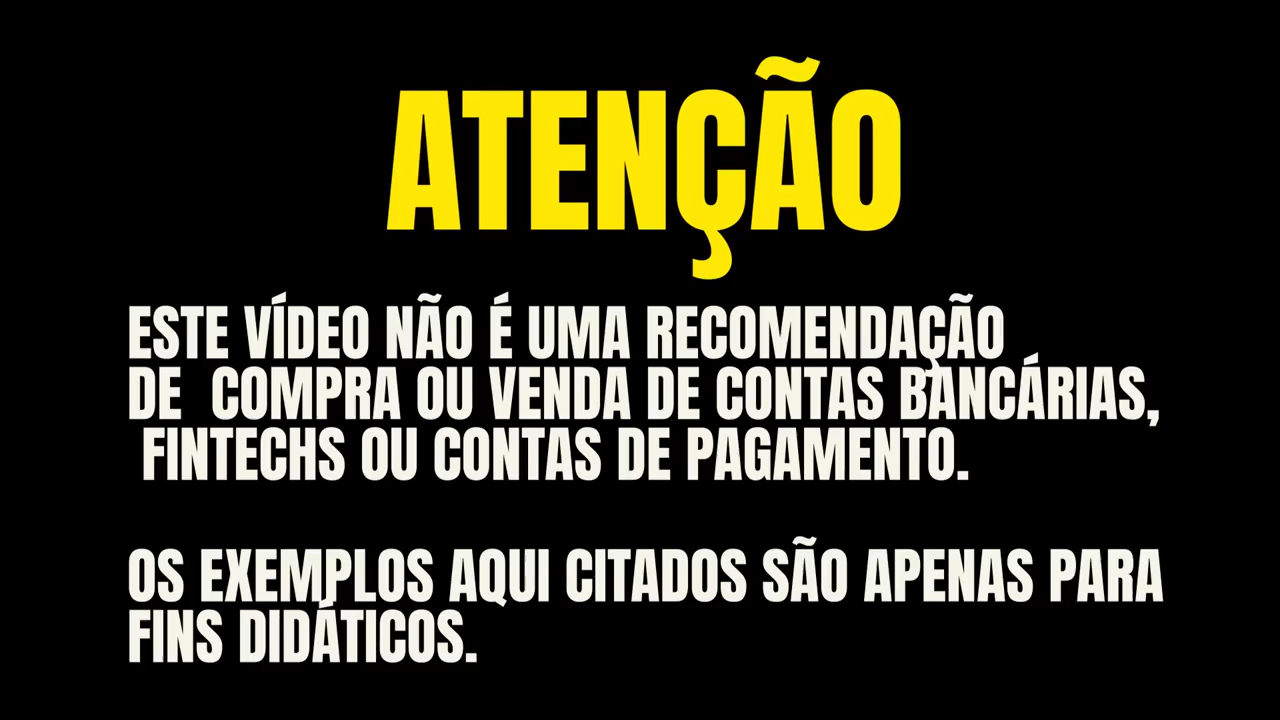 ATENÇÃO
ESTE VÍDEO NÃO É UMA RECOMENDAÇÃO
DE COMPRA OU VENDA DE CONTAS BANCÁRIAS,
FINTECHS OU CONTAS DE PAGAMENTO.
OS EXEMPLOS AQUI CITADOS SÃO APENAS PARA
FINS DIDÁTICOS.